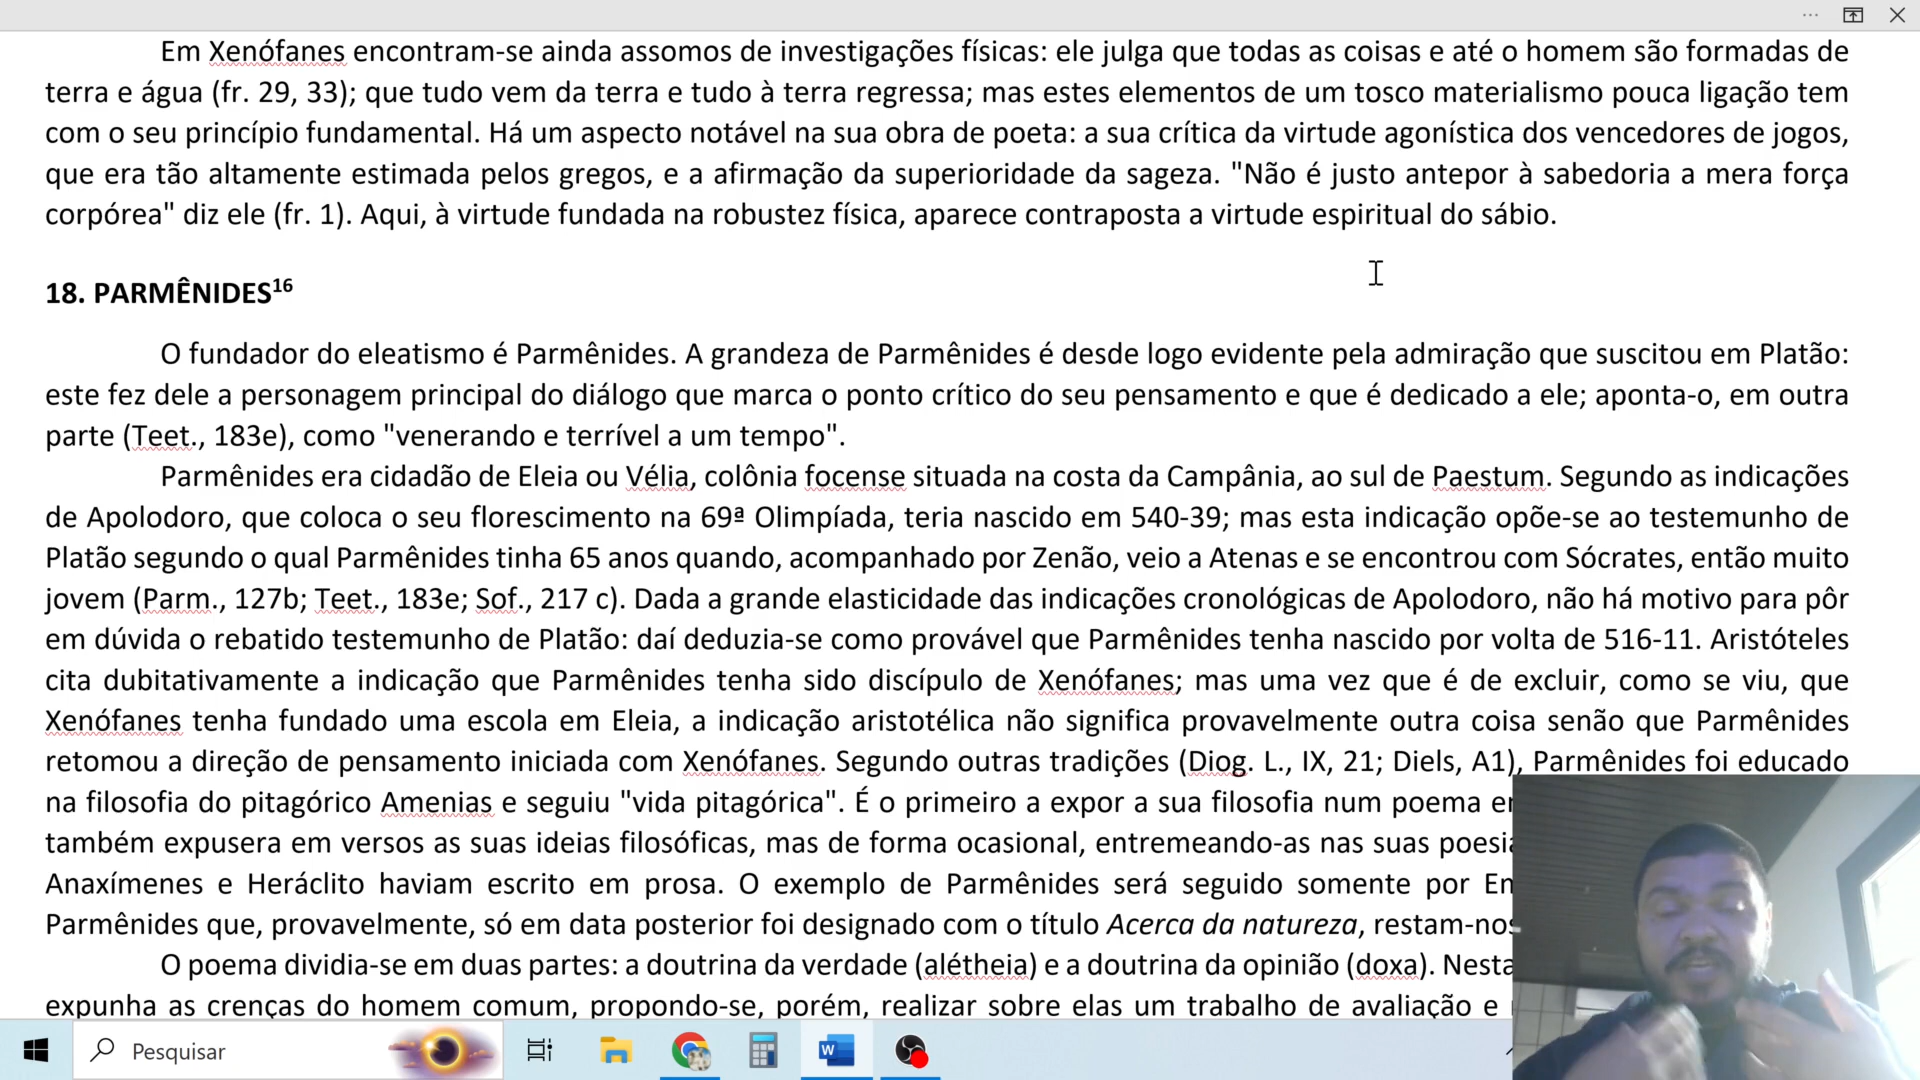 Em Xenófanes encontram-se ainda assomos de investigações físicas: ele julga que todas as coisas e até o homem são formadas de
terra e água (fr. 29, 33); que tudo vem da terra e tudo à terra regressa; mas estes elementos de um tosco materialismo pouca ligação tem
com o seu princípio fundamental. Há um aspecto notável na sua obra de poeta: a sua crítica da virtude agonística dos vencedores de jogos,
que era tão altamente estimada pelos gregos, e a afirmação da superioridade da sageza. "Não é justo antepor à sabedoria a mera força
corpórea" diz ele (fr. 1). Aqui, à virtude fundada na robustez física, aparece contraposta a virtude espiritual do sábio.
18. PARMÊNIDES16
O fundador do eleatismo é Parmênides. A grandeza de Parmênides é desde logo evidente pela admiração que suscitou em Platão:
este fez dele a personagem principal do diálogo que marca o ponto crítico do seu pensamento e que é dedicado a ele; aponta-o, em outra
parte (Teet., 183e), como "venerando e terrível a um tempo".
Parmênides era cidadão de Eleia ou Vélia, colônia focense situada na costa da Campânia, ao sul de Paestum. Segundo as indicações
de Apolodoro, que coloca o seu florescimento na 69ª Olimpíada, teria nascido em 540-39; mas esta indicação opõe-se ao testemunho de
Platão segundo o qual Parmênides tinha 65 anos quando, acompanhado por Zenão, veio a Atenas e se encontrou com Sócrates, então muito
jovem (Parm., 127b; Teet., 183e; Sof., 217 c). Dada a grande elasticidade das indicações cronológicas de Apolodoro, não há motivo para pôr
em dúvida o rebatido testemunho de Platão: daí deduzia-se como provável que Parmênides tenha nascido por volta de 516-11. Aristóteles
cita dubitativamente a indicação que Parmênides tenha sido discípulo de Xenófanes; mas uma vez que é de excluir, como se viu, que
Xenófanes tenha fundado uma escola em Eleia, a indicação aristotélica não significa provavelmente outra coisa senão que Parmênides
retomou a direção de pensamento iniciada com Xenófanes. Segundo outras tradições (Diog. L., IX, 21; Diels, A1), Parmênides foi educado
na filosofia do pitagórico Amenias e seguiu "vida pitagórica". É o primeiro a expor a sua filosofia num poema
também expusera em versos as suas ideias filosóficas, mas de forma ocasional, entremeando-as nas suas
Anaxímenes e Heráclito haviam escrito em prosa. O exemplo de Parmênides será seguido somente por
Parmênides que, provavelmente, só em data posterior foi designado com o título Acerca da natureza,
O poema dividia-se em duas partes: a doutrina da verdade (alétheia) e a doutrina da opinião (doxa).
expunha as crenças do homem comum, propondo-se, porém, realizar sobre elas um trabalho de avaliação e
Pesquisar